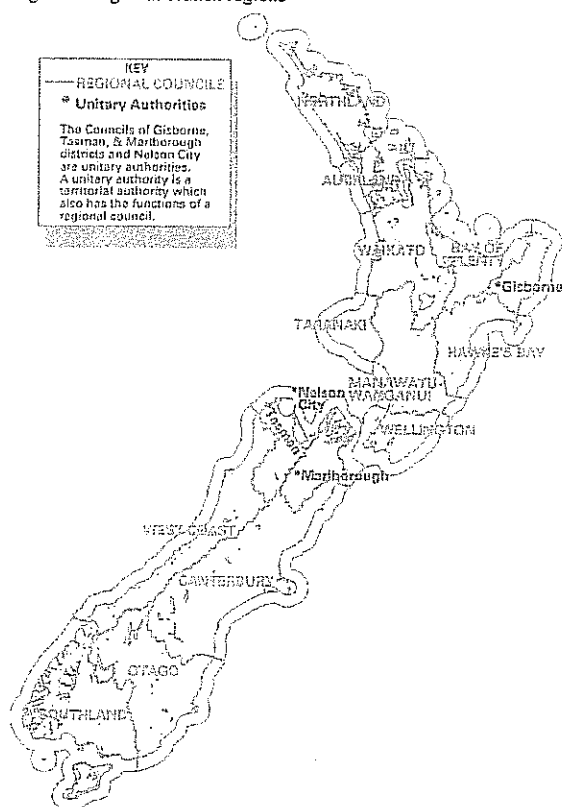 KEY
REGIONAL COUNCILS
* Unitary Authorities
The Councils of Gisborne,
Tasman, & Marlborough
districts and Nelson City
are unitary authorities.
A unitary authority is a
territorial authority which
also has the functions of a
regional council.
NORTHLAND
AUCKLAND
WAIKATO
BAY OF
PLENTY
*Gisborne
TARANAKI
HAWKE'S BAY
MANAWATU
WANGANUI
*Nelson
City
*Tasman
WELLINGTON
*Marlborough
WEST COAST
CANTERBURY
OTAGO
SOUTHLAND